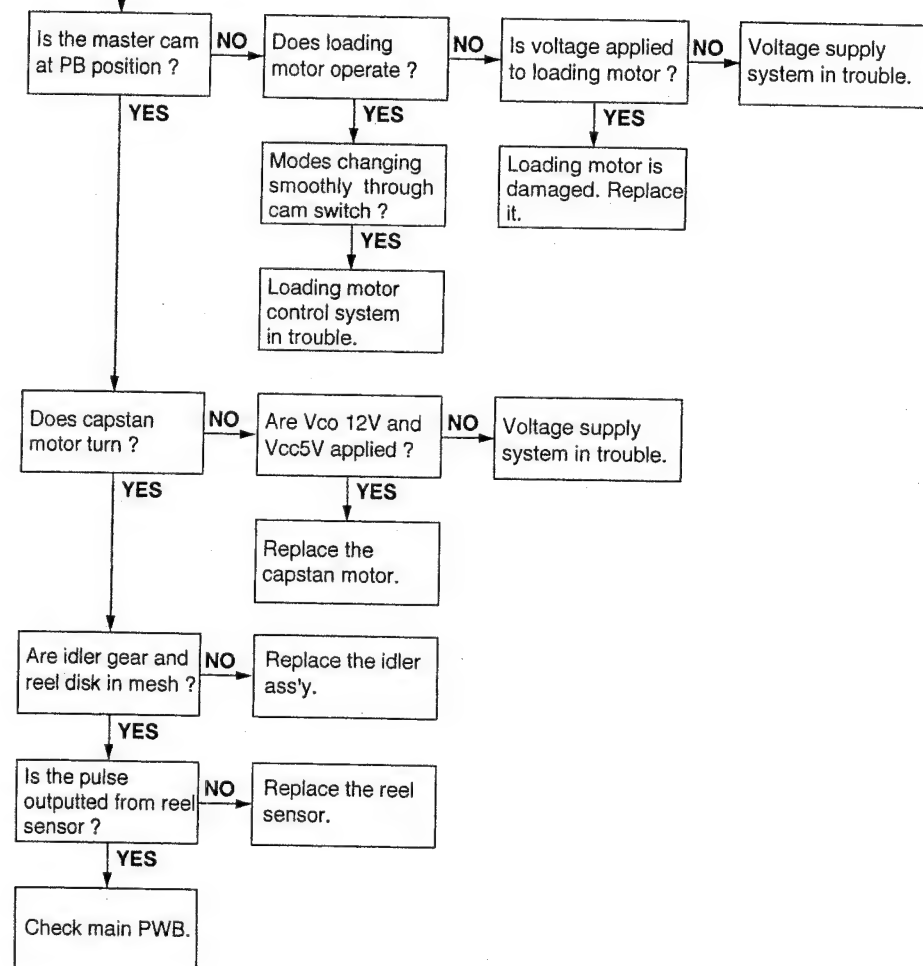 Is the master cam
at PB position ?
NO
Does loading
motor operate ?
NO
Is voltage applied
to loading motor ?
NO
Voltage supply
system in trouble.
YES
YES
YES
Modes changing
smoothly through
cam switch ?
Loading motor is
damaged. Replace
it.
YES
Loading motor
control system
in trouble.
Does capstan
motor turn ?
NO
Are Vco 12V and
Vcc5V applied ?
NO
Voltage supply
system in trouble.
YES
YES
Replace the
capstan motor.
Are idler gear and
reel disk in mesh ?
NO
Replace the idler
ass'y.
YES
Is the pulse
outputted from reel
sensor ?
NO
Replace the reel
sensor.
YES
Check main PWB.